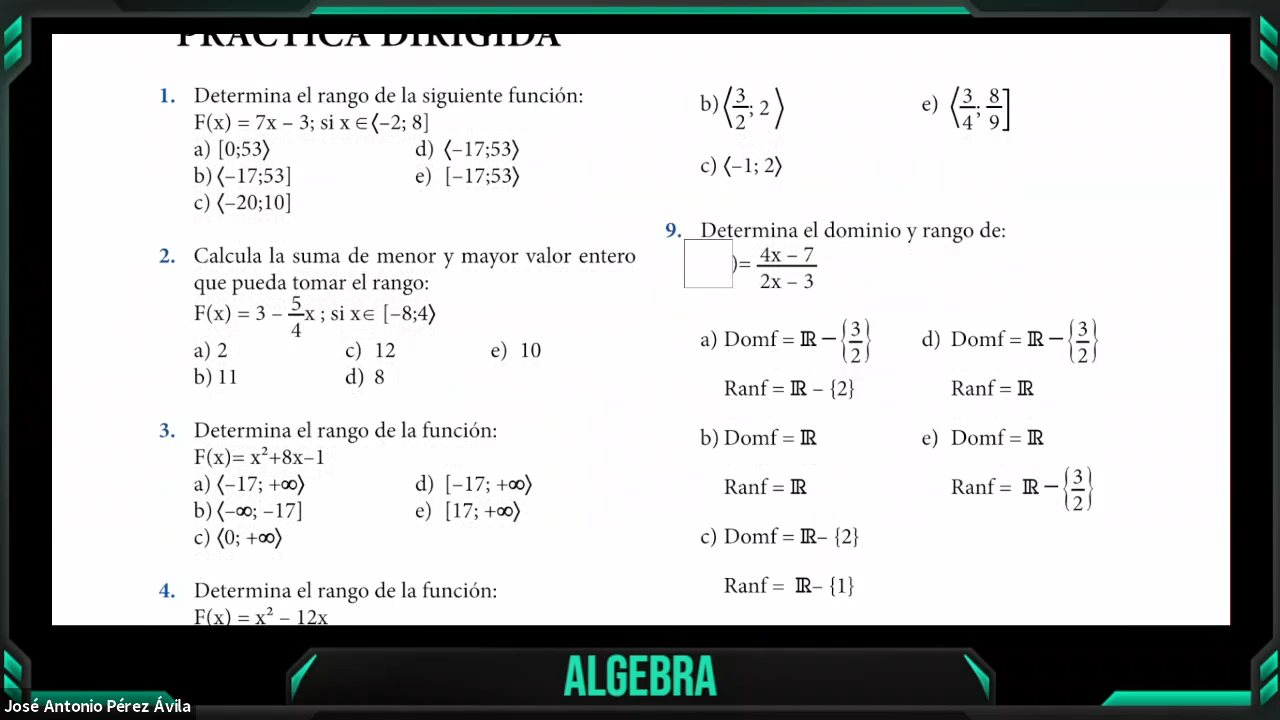 PRÁCTICA DIRIGIDA
1. Determina el rango de la siguiente función:
F(x) = 7x – 3; si x ∈ ⟨–2; 8]
a) [0;53⟩ d) ⟨–17;53⟩
b) ⟨–17;53] e) [–17;53⟩
c) ⟨–20;10]
2. Calcula la suma de menor y mayor valor entero
que pueda tomar el rango:
F(x) = 3 – 5/4 x ; si x∈ [–8;4⟩
a) 2 c) 12 e) 10
b) 11 d) 8
3. Determina el rango de la función:
F(x)= x²+8x–1
a) ⟨–17; +∞⟩ d) [–17; +∞⟩
b) ⟨–∞; –17] e) [17; +∞⟩
c) ⟨0; +∞⟩
4. Determina el rango de la función:
F(x) = x² – 12x
b) ⟨3/2; 2⟩ e) ⟨3/4; 8/9]
c) ⟨–1; 2⟩
9. Determina el dominio y rango de:
)= 4x – 7 / 2x – 3
a) Domf = ℝ – {3/2} d) Domf = ℝ – {3/2}
Ranf = ℝ – {2} Ranf = ℝ
b) Domf = ℝ e) Domf = ℝ
Ranf = ℝ Ranf = ℝ – {3/2}
c) Domf = ℝ– {2}
Ranf = ℝ– {1}
ALGEBRA
José Antonio Pérez Ávila